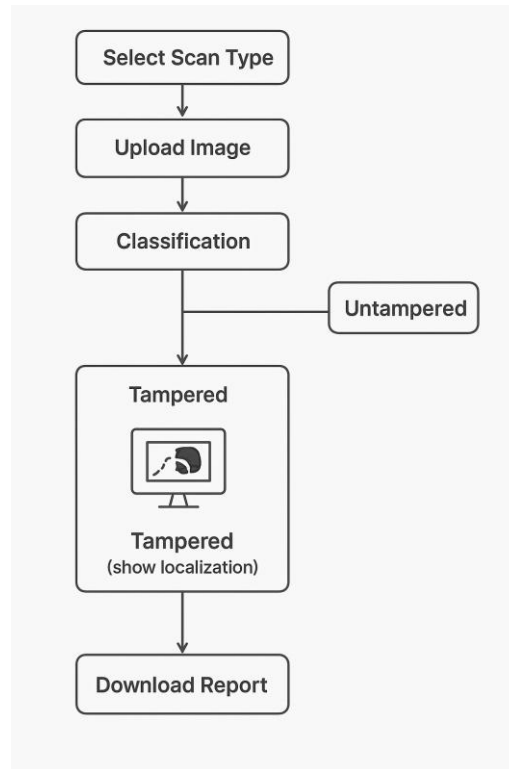 Select Scan Type
Upload Image
Classification
Untampered
Tampered
Tampered
(show localization)
Download Report